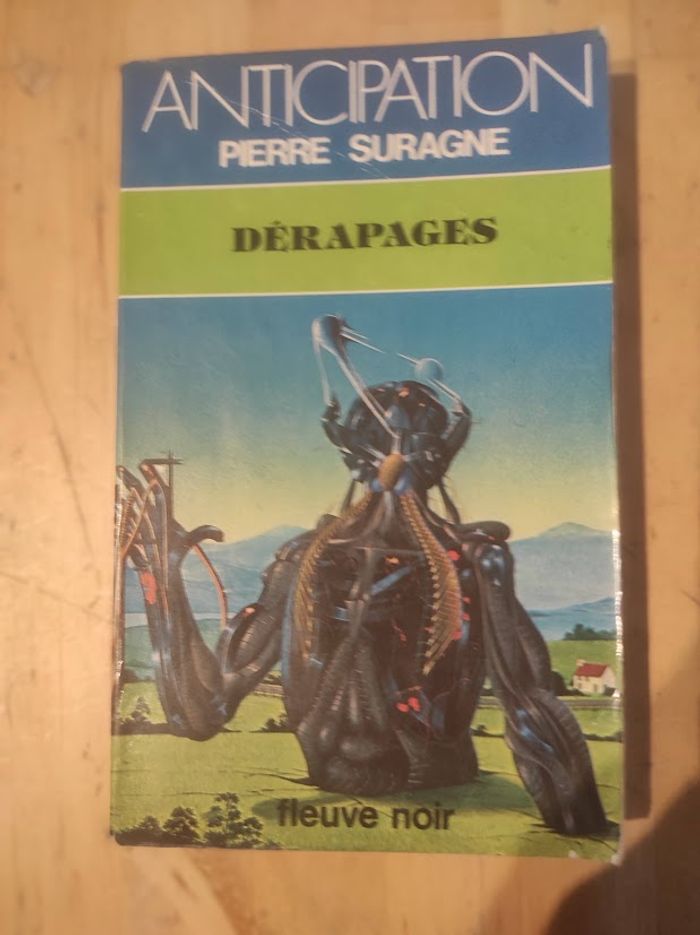 ANTICIPATION
PIERRE SURAGNE
DÉRAPAGES
fleuve noir